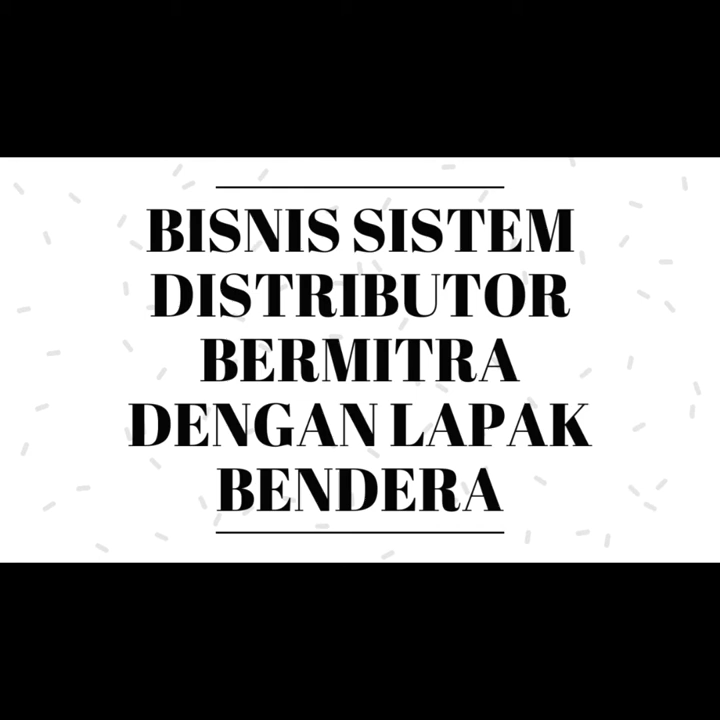 BISNIS SISTEM
DISTRIBUTOR
BERMITRA
DENGAN LAPAK
BENDERA